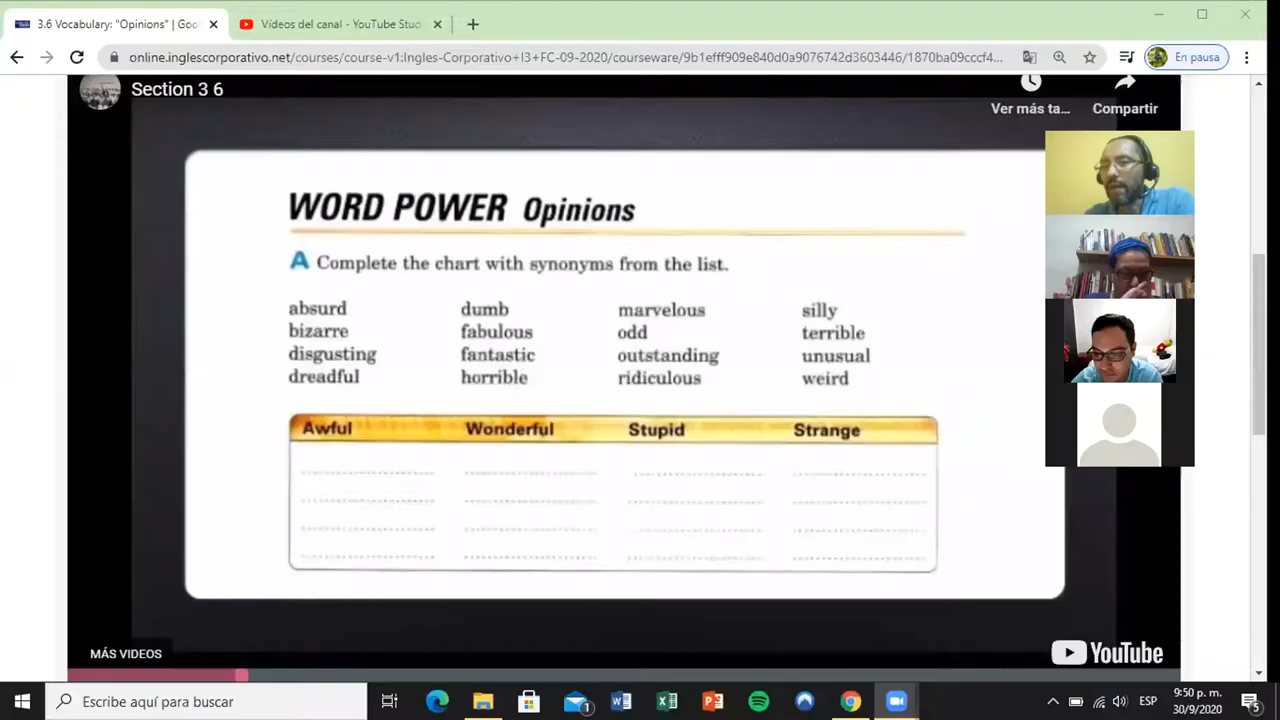 3.6 Vocabulary: "Opinions" | Goo
Vídeos del canal - YouTube Stud
online.inglescorporativo.net/courses/course-v1:Ingles-Corporativo+I3+FC-09-2020/courseware/9b1efff909e840d0a9076742d3603446/1870ba09cccf4...
En pausa
Section 3 6
Ver más ta...
Compartir
WORD POWER Opinions
A Complete the chart with synonyms from the list.
absurd dumb marvelous silly
bizarre fabulous odd terrible
disgusting fantastic outstanding unusual
dreadful horrible ridiculous weird
Awful Wonderful Stupid Strange
MÁS VIDEOS
YouTube
Escribe aquí para buscar
1
ESP
9:50 p. m.
30/9/2020
5